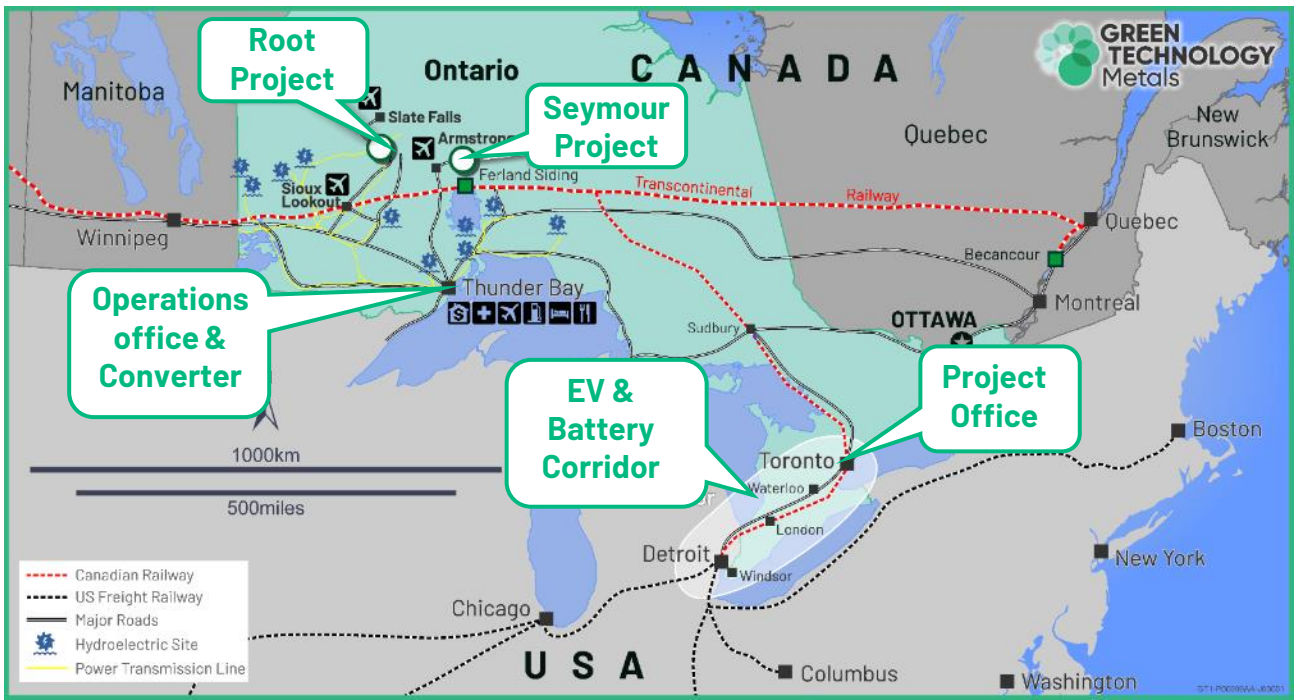 Root
Project
Ontario
CANADA
GREEN
TECHNOLOGY
Metals
Manitoba
Slate Falls
Seymour
Project
Armstrong
Quebec
New
Brunswick
Sioux
Lookout
Ferland Siding
Transcontinental
Railway
Winnipeg
Quebec
Becancour
Operations
office &
Converter
Thunder Bay
Montreal
Sudbury
OTTAWA
EV &
Battery
Corridor
Project
Office
Boston
1000km
500miles
Toronto
Waterloo
London
Detroit
Windsor
New York
Canadian Railway
US Freight Railway
Major Roads
Hydroelectric Site
Power Transmission Line
Chicago
USA
Columbus
Washington